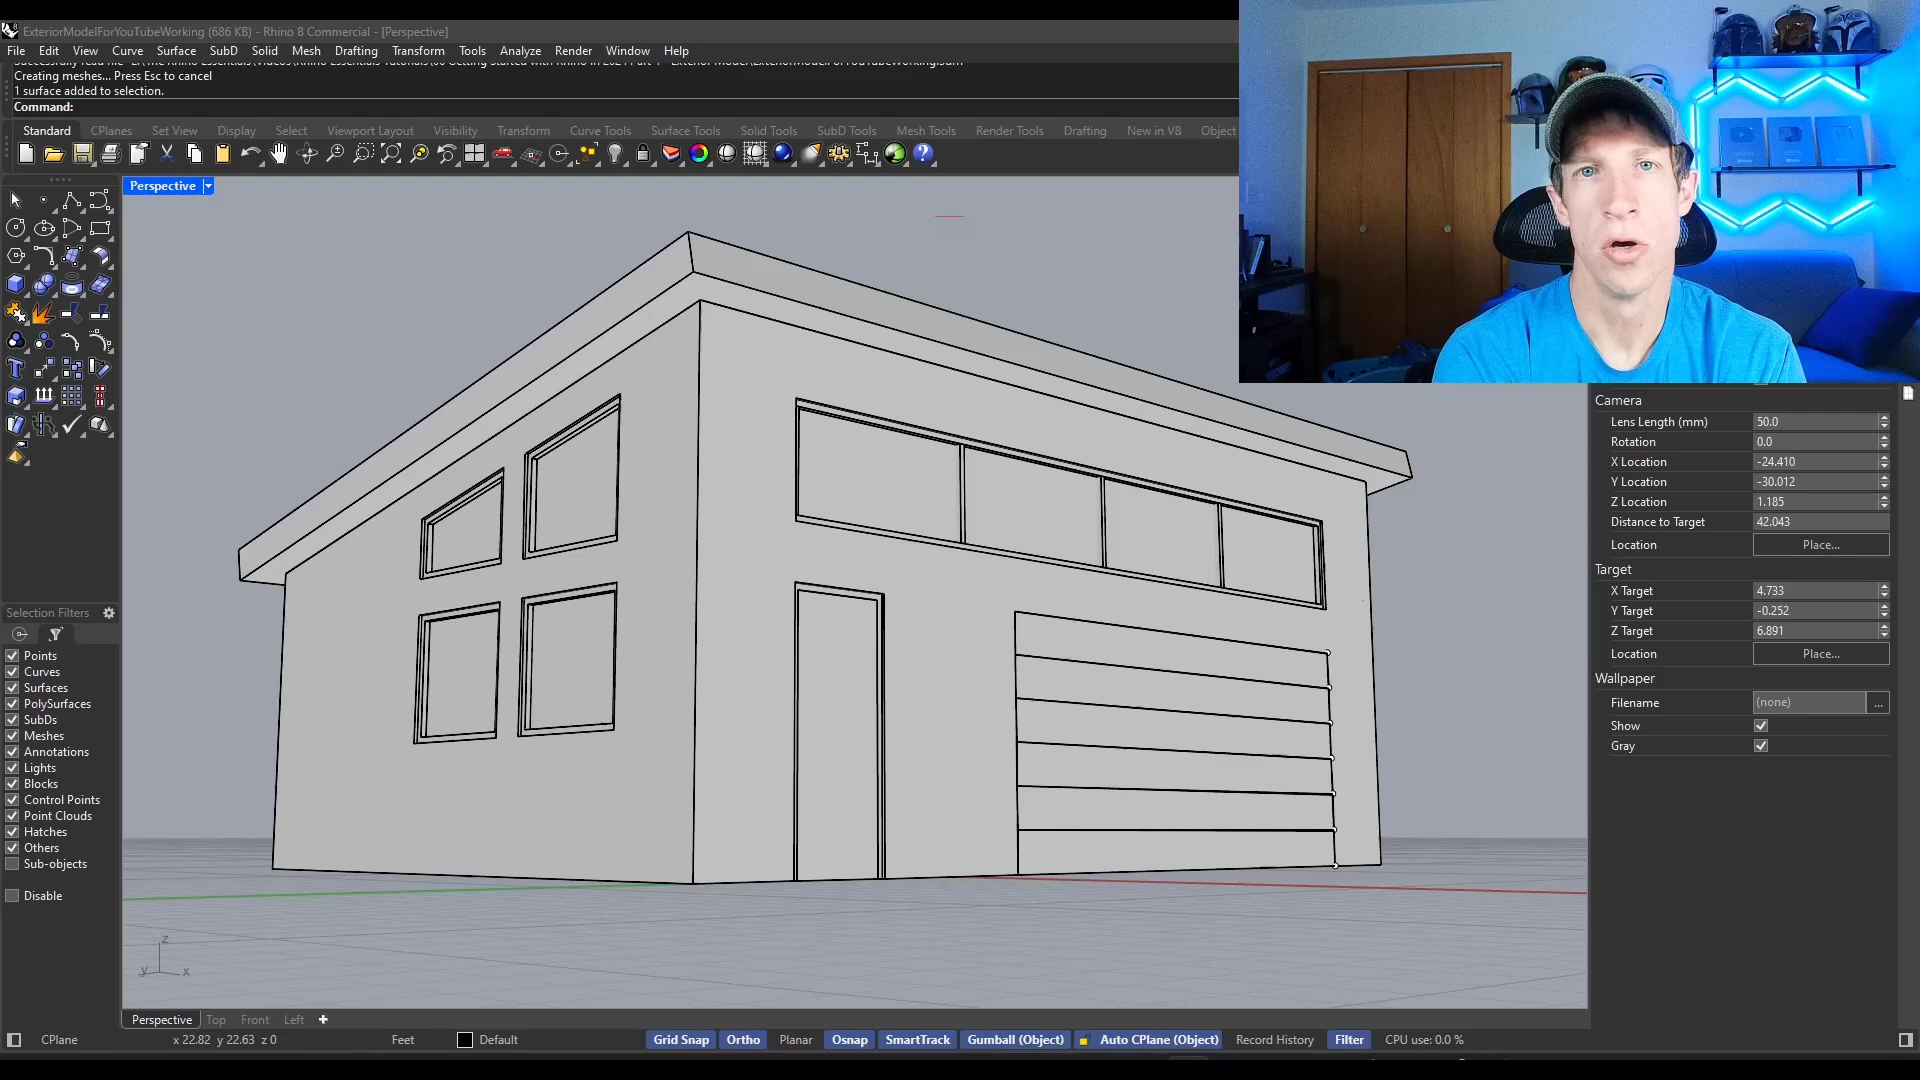 ExteriorModelForYouTubeWorking (686 KB) - Rhino 8 Commercial - [Perspective]
File Edit View Curve Surface SubD Solid Mesh Drafting Transform Tools Analyze Render Window Help
Creating meshes... Press Esc to cancel
1 surface added to selection.
Command:
Standard CPlanes Set View Display Select Viewport Layout Visibility Transform Curve Tools Surface Tools Solid Tools SubD Tools Mesh Tools Render Tools Drafting New in V8 Object
Perspective
Camera
Lens Length (mm) 50.0
Rotation 0.0
X Location -24.410
Y Location -30.012
Z Location 1.185
Distance to Target 42.043
Location Place...
Target
X Target 4.733
Y Target -0.252
Z Target 6.891
Location Place...
Wallpaper
Filename (none) ...
Show
Gray
Selection Filters
Points
Curves
Surfaces
PolySurfaces
SubDs
Meshes
Annotations
Lights
Blocks
Control Points
Point Clouds
Hatches
Others
Sub-objects
Disable
z
y x
Perspective Top Front Left
CPlane x 22.82 y 22.63 z 0 Feet Default Grid Snap Ortho Planar Osnap SmartTrack Gumball (Object) Auto CPlane (Object) Record History Filter CPU use: 0.0 %